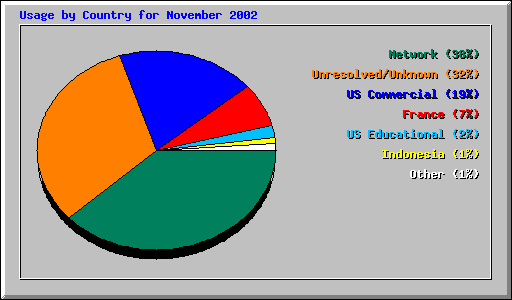 Usage by Country for November 2002
Network (38%)
Unresolved/Unknown (32%)
US Commercial (19%)
France (7%)
US Educational (2%)
Indonesia (1%)
Other (1%)